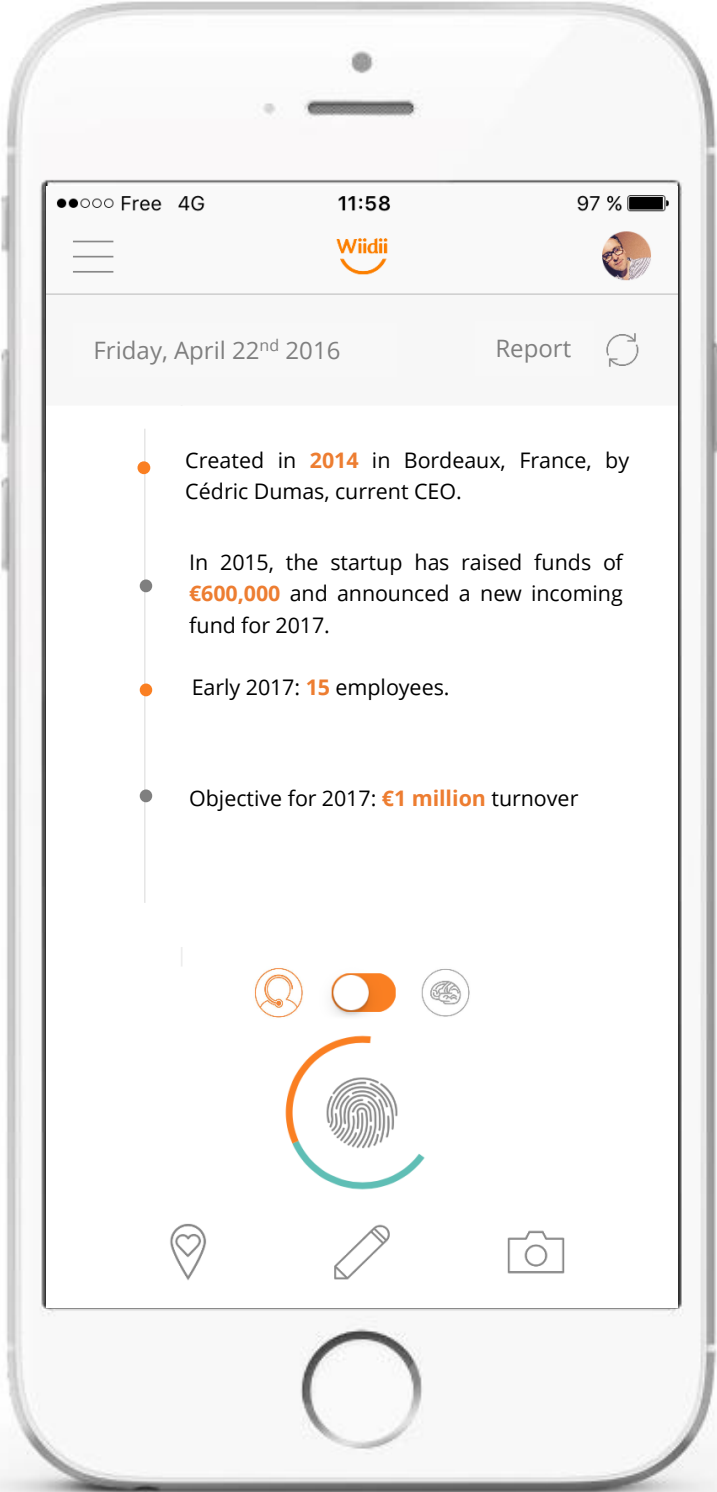 Free 4G 11:58 97 %
Wiidii
Friday, April 22nd 2016 Report
Created in 2014 in Bordeaux, France, by
Cédric Dumas, current CEO.
In 2015, the startup has raised funds of
€600,000 and announced a new incoming
fund for 2017.
Early 2017: 15 employees.
Objective for 2017: €1 million turnover